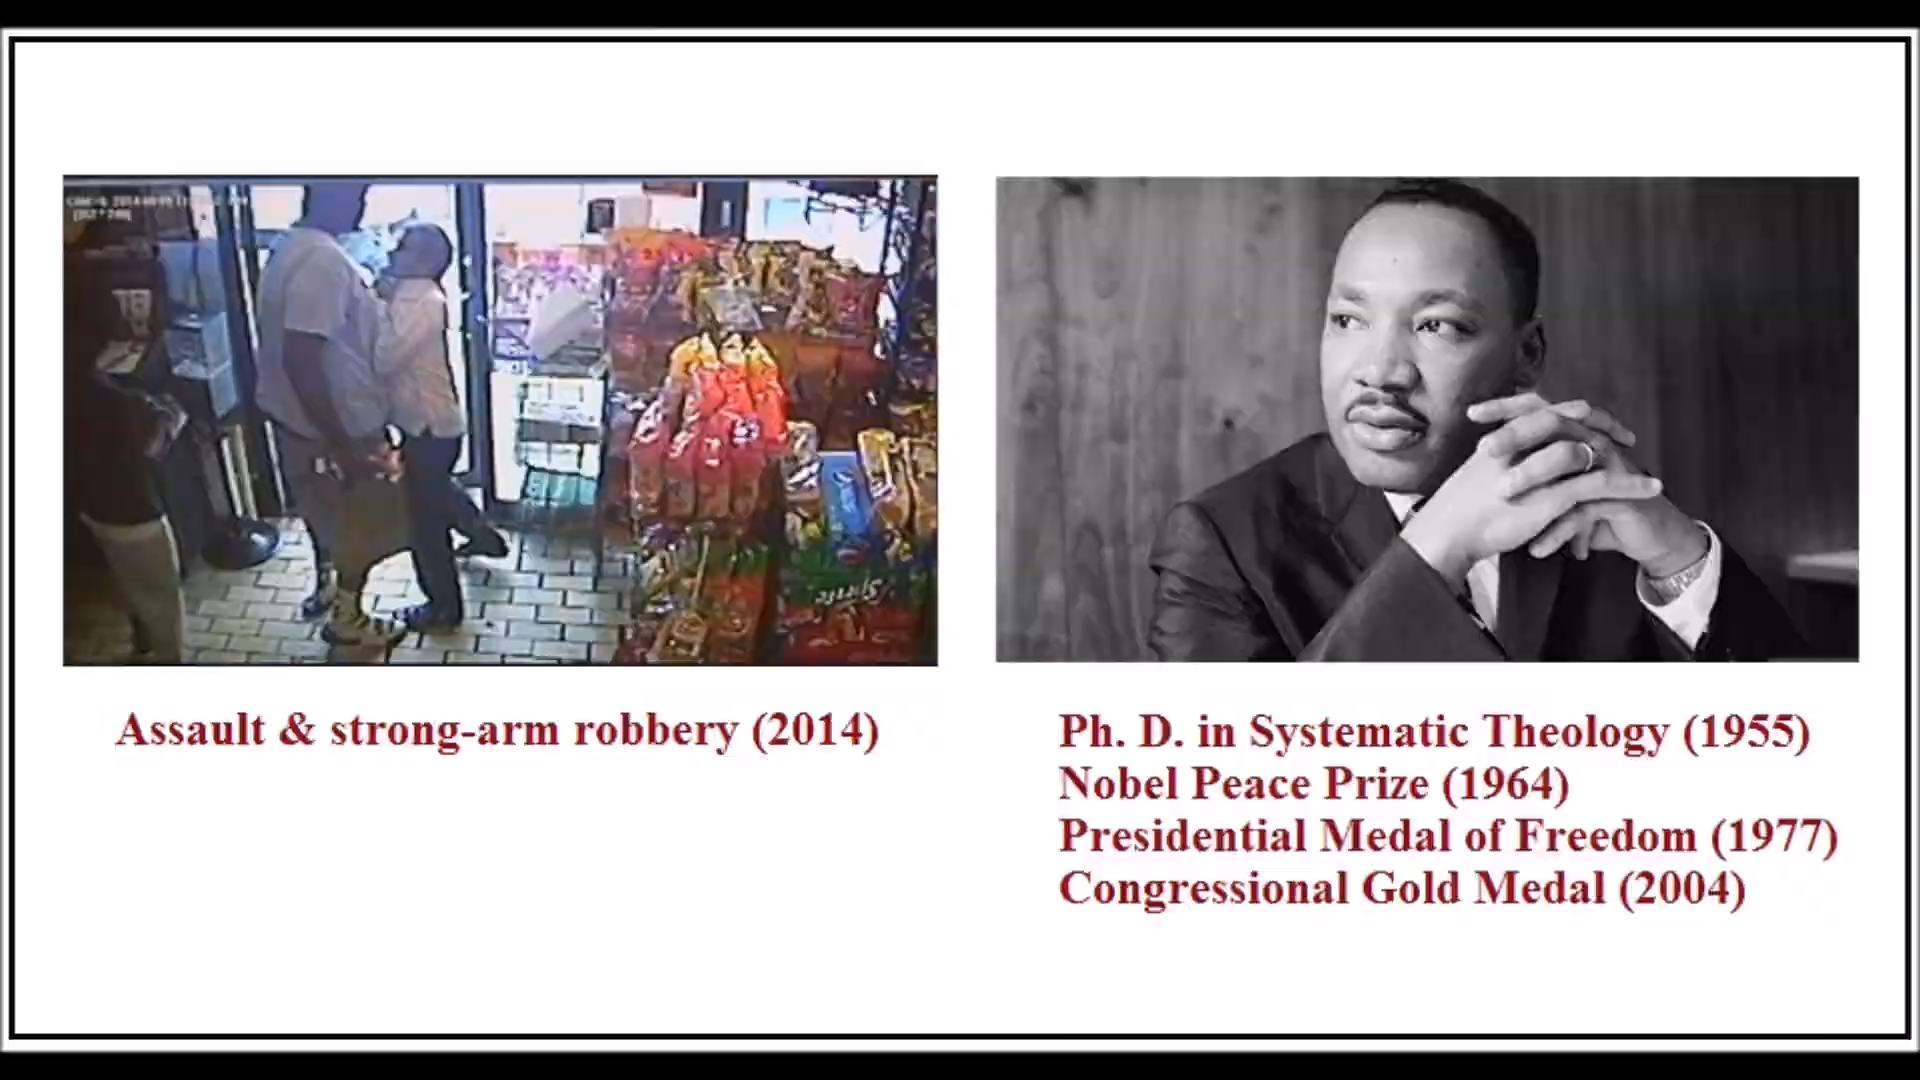 Assault & strong-arm robbery (2014)
Ph. D. in Systematic Theology (1955)
Nobel Peace Prize (1964)
Presidential Medal of Freedom (1977)
Congressional Gold Medal (2004)